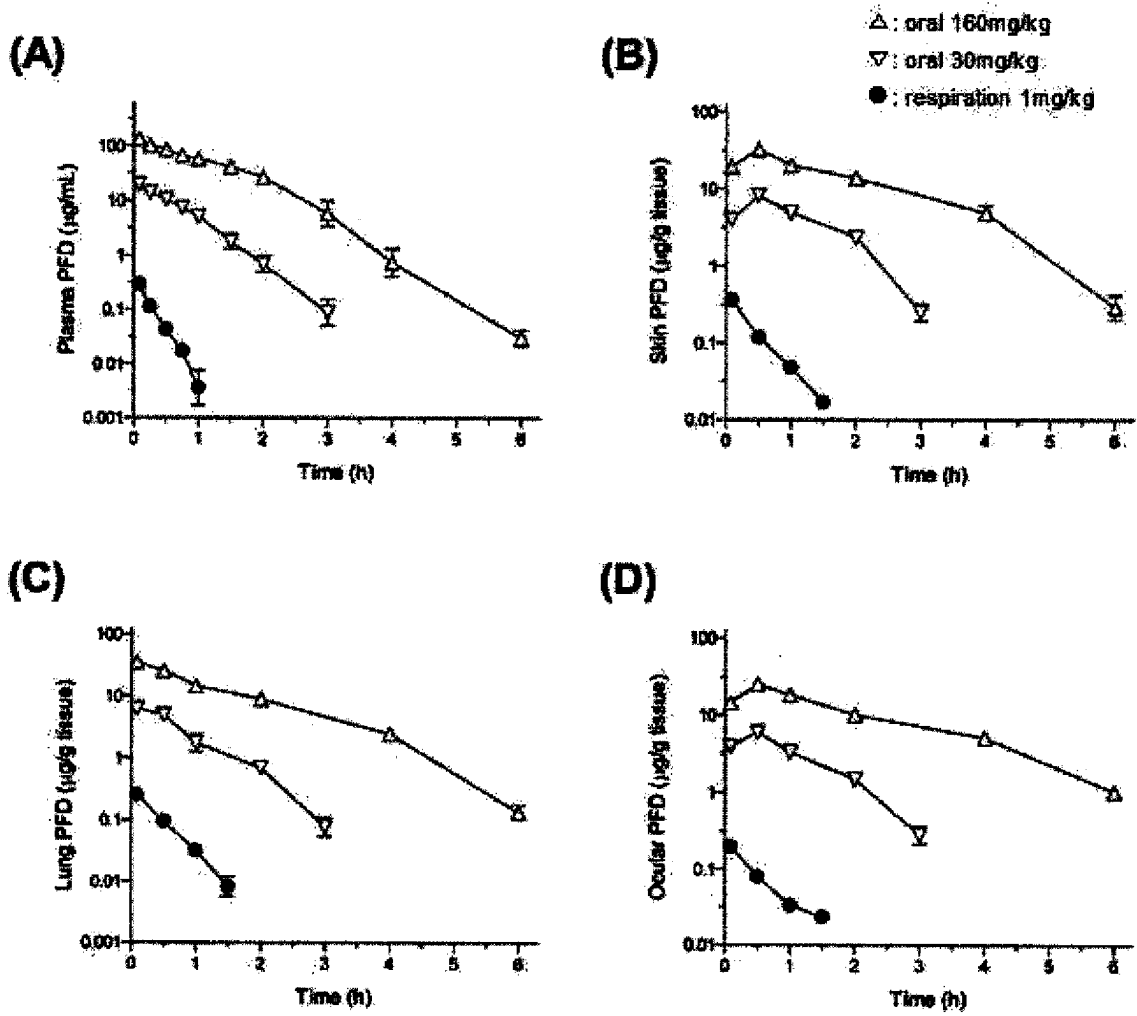 △: oral 160mg/kg
▽: oral 30mg/kg
●: respiration 1mg/kg
(A)
Plasma PFD (µg/mL)
100
10
1
0.1
0.01
0.001
0 1 2 3 4 5 6
Time (h)
(B)
Skin PFD (µg/g tissue)
100
10
1
0.1
0.01
0 1 2 3 4 5 6
Time (h)
(C)
Lung PFD (µg/g tissue)
100
10
1
0.1
0.01
0.001
0 1 2 3 4 5 6
Time (h)
(D)
Ocular PFD (µg/g tissue)
100
10
1
0.1
0.01
0 1 2 3 4 5 6
Time (h)